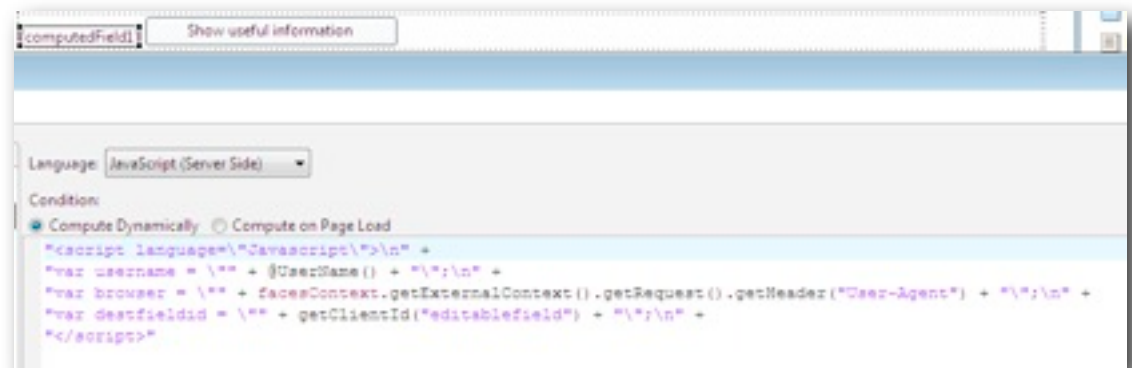 computedField1 Show useful information
Language: JavaScript (Server Side)
Condition:
Compute Dynamically Compute on Page Load
"<script language=\"Javascript\">\n" +
"var username = \"" + @UserName() + "\";\n" +
"var browser = \"" + facesContext.getExternalContext().getRequest().getHeader("User-Agent") + "\";\n" +
"var destfieldid = \"" + getClientId("editablefield") + "\";\n" +
"</script>"